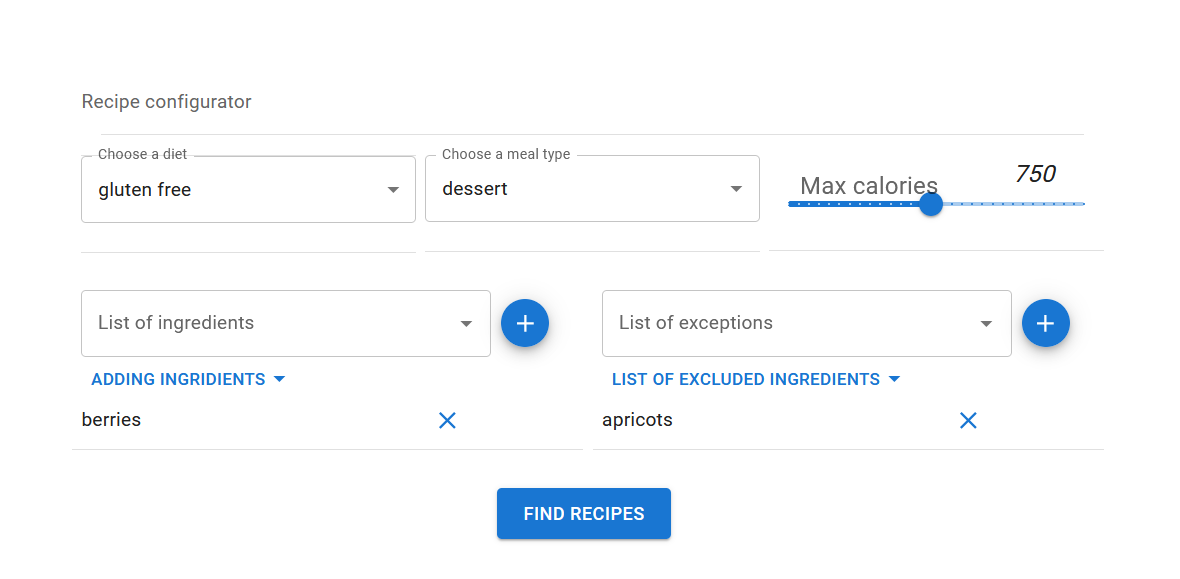 Recipe configurator
Choose a diet
gluten free
Choose a meal type
dessert
Max calories
750
List of ingredients
List of exceptions
ADDING INGRIDIENTS
LIST OF EXCLUDED INGREDIENTS
berries
apricots
FIND RECIPES